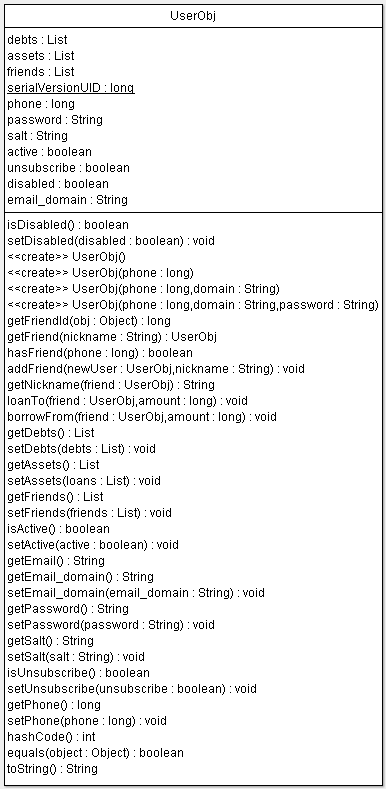 UserObj
debts : List
assets : List
friends : List
serialVersionUID : long
phone : long
password : String
salt : String
active : boolean
unsubscribe : boolean
disabled : boolean
email_domain : String
isDisabled() : boolean
setDisabled(disabled : boolean) : void
<<create>> UserObj()
<<create>> UserObj(phone : long)
<<create>> UserObj(phone : long,domain : String)
<<create>> UserObj(phone : long,domain : String,password : String)
getFriendId(obj : Object) : long
getFriend(nickname : String) : UserObj
hasFriend(phone : long) : boolean
addFriend(newUser : UserObj,nickname : String) : void
getNickname(friend : UserObj) : String
loanTo(friend : UserObj,amount : long) : void
borrowFrom(friend : UserObj,amount : long) : void
getDebts() : List
setDebts(debts : List) : void
getAssets() : List
setAssets(loans : List) : void
getFriends() : List
setFriends(friends : List) : void
isActive() : boolean
setActive(active : boolean) : void
getEmail() : String
getEmail_domain() : String
setEmail_domain(email_domain : String) : void
getPassword() : String
setPassword(password : String) : void
getSalt() : String
setSalt(salt : String) : void
isUnsubscribe() : boolean
setUnsubscribe(unsubscribe : boolean) : void
getPhone() : long
setPhone(phone : long) : void
hashCode() : int
equals(object : Object) : boolean
toString() : String